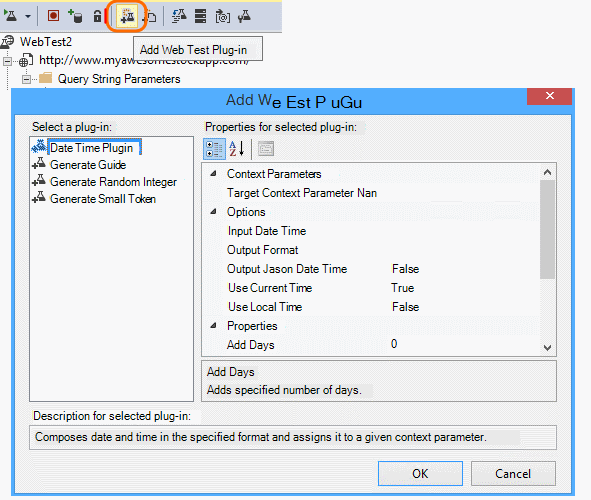 WebTest2
Add Web Test Plug-in
http://www.myawesomestockapp.com/
Query String Parameters
Add We Est P uGu
Select a plug-in:
Date Time Plugin
Generate Guide
Generate Random Integer
Generate Small Token
Properties for selected plug-in:
Context Parameters
Target Context Parameter Nan
Options
Input Date Time
Output Format
Output Jason Date Time False
Use Current Time True
Use Local Time False
Properties
Add Days 0
Add Days
Adds specified number of days.
Description for selected plug-in:
Composes date and time in the specified format and assigns it to a given context parameter.
OK
Cancel